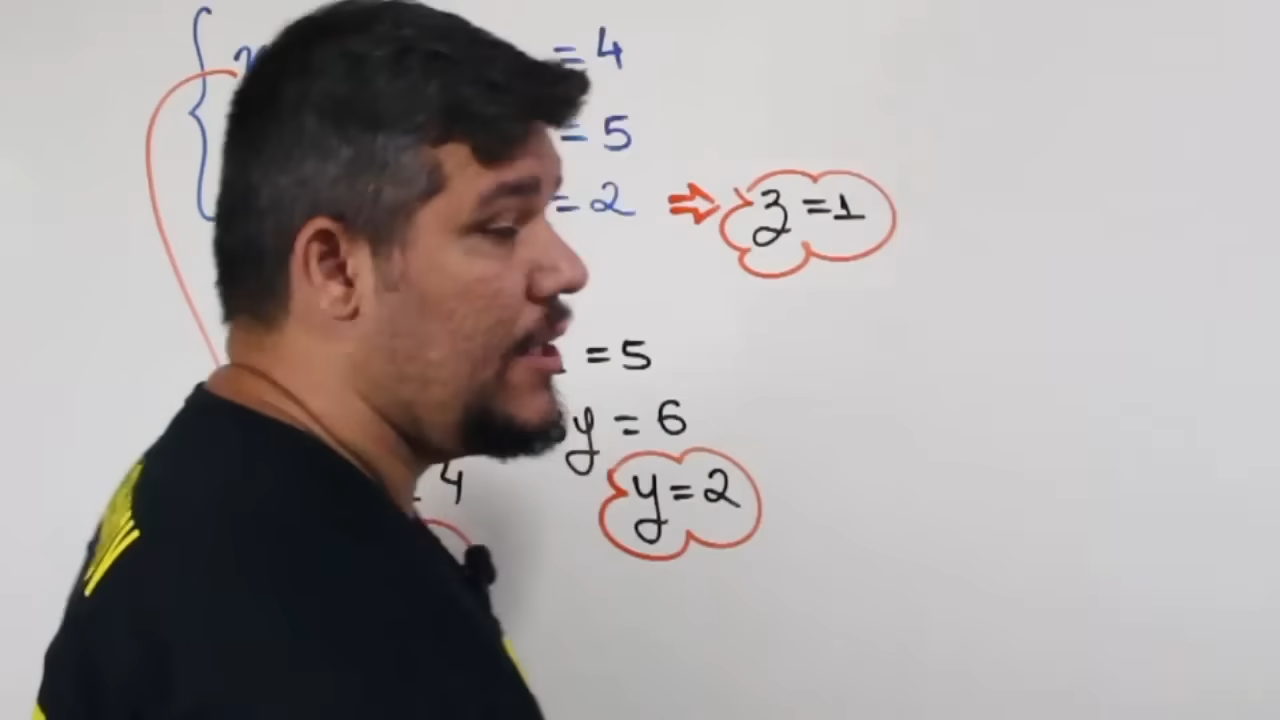 = 4
= 5
= 2 ⇒ z = 1
= 5
y = 6
4
y = 2